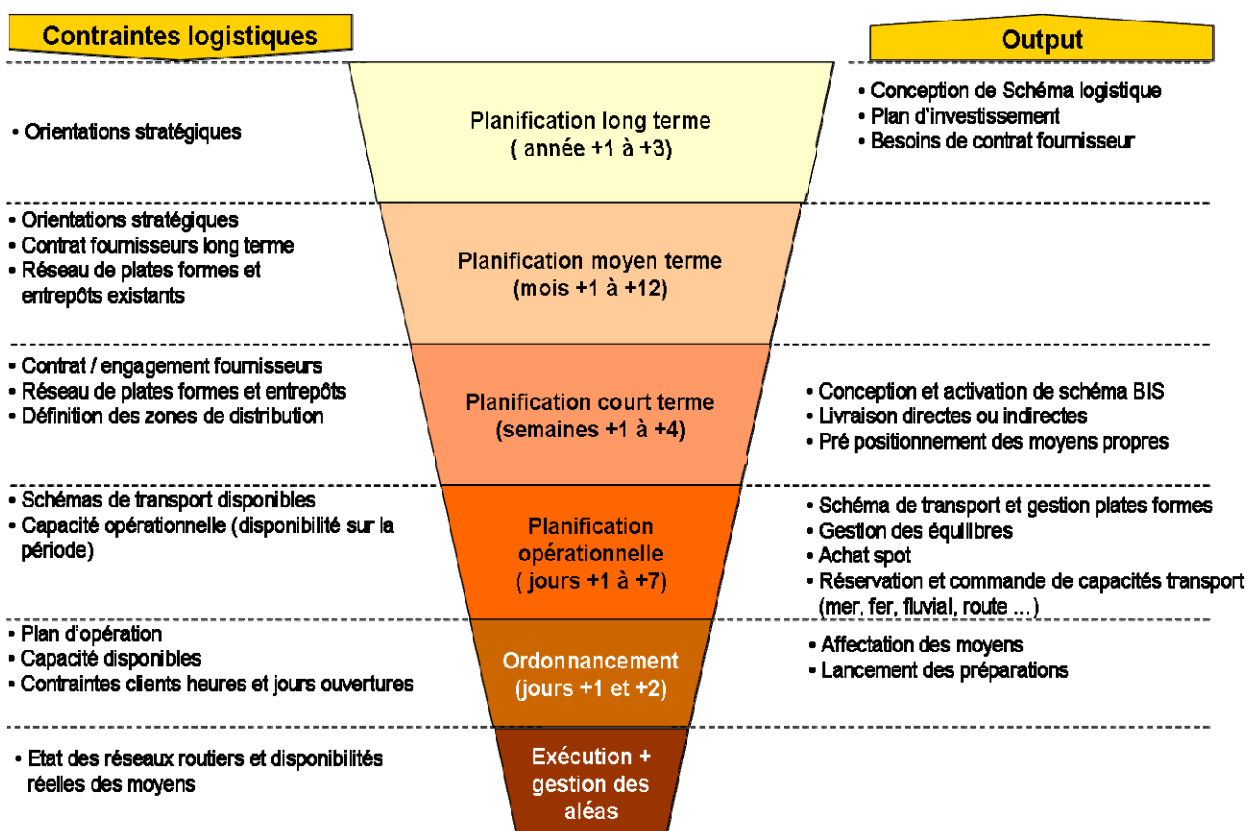 Contraintes logistiques
Output
• Orientations stratégiques
Planification long terme
( année +1 à +3)
• Conception de Schéma logistique
• Plan d'investissement
• Besoins de contrat fournisseur
• Orientations stratégiques
• Contrat fournisseurs long terme
• Réseau de plates formes et
entrepôts existants
Planification moyen terme
(mois +1 à +12)
• Contrat / engagement fournisseurs
• Réseau de plates formes et entrepôts
• Définition des zones de distribution
Planification court terme
(semaines +1 à +4)
• Conception et activation de schéma BIS
• Livraison directes ou indirectes
• Pré positionnement des moyens propres
• Schémas de transport disponibles
• Capacité opérationnelle (disponibilité sur la
période)
Planification
opérationnelle
( jours +1 à +7)
• Schéma de transport et gestion plates formes
• Gestion des équilibres
• Achat spot
• Réservation et commande de capacités transport
(mer, fer, fluvial, route ...)
• Plan d'opération
• Capacité disponibles
• Contraintes clients heures et jours ouvertures
Ordonnancement
(jours +1 et +2)
• Affectation des moyens
• Lancement des préparations
• Etat des réseaux routiers et disponibilités
réelles des moyens
Exécution +
gestion des
aléas